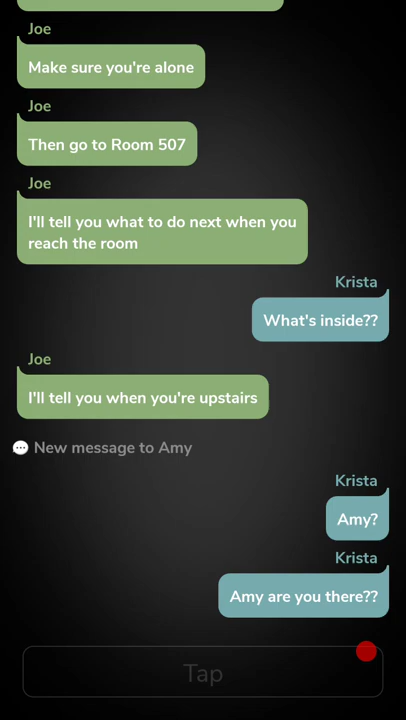 Joe
Make sure you're alone
Joe
Then go to Room 507
Joe
I'll tell you what to do next when you
reach the room
Krista
What's inside??
Joe
I'll tell you when you're upstairs
New message to Amy
Krista
Amy?
Krista
Amy are you there??
Tap